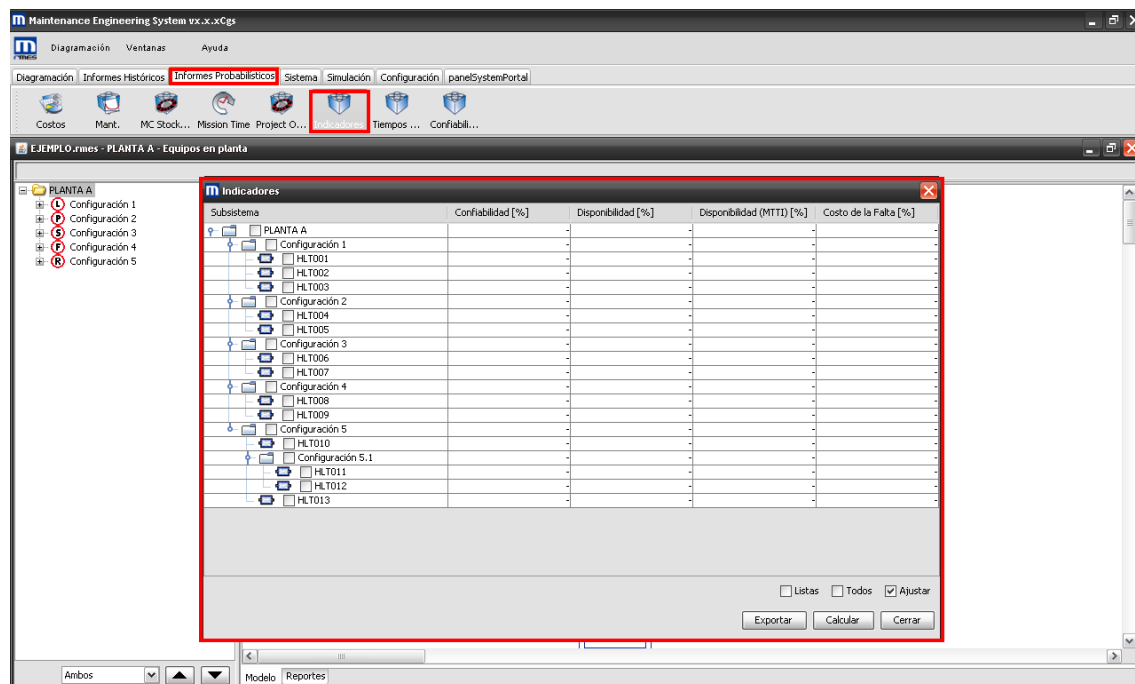 Maintenance Engineering System vx.x.xCgs
rmes Diagramación Ventanas Ayuda
Diagramación Informes Históricos Informes Probabilísticos Sistema Simulación Configuración panelSystemPortal
Costos Mant. MC Stock... Mission Time Project O... Indicadores Tiempos ... Confiabili...
EJEMPLO.rmes - PLANTA A - Equipos en planta
PLANTA A
L Configuración 1
P Configuración 2
S Configuración 3
F Configuración 4
R Configuración 5
Indicadores
Subsistema Confiabilidad [%] Disponibilidad [%] Disponibilidad (MTTI) [%] Costo de la Falta [%]
PLANTA A - - - -
Configuración 1 - - - -
HLT001 - - - -
HLT002 - - - -
HLT003 - - - -
Configuración 2 - - - -
HLT004 - - - -
HLT005 - - - -
Configuración 3 - - - -
HLT006 - - - -
HLT007 - - - -
Configuración 4 - - - -
HLT008 - - - -
HLT009 - - - -
Configuración 5 - - - -
HLT010 - - - -
Configuración 5.1 - - - -
HLT011 - - - -
HLT012 - - - -
HLT013 - - - -
Listas Todos Ajustar
Exportar Calcular Cerrar
Ambos Modelo Reportes